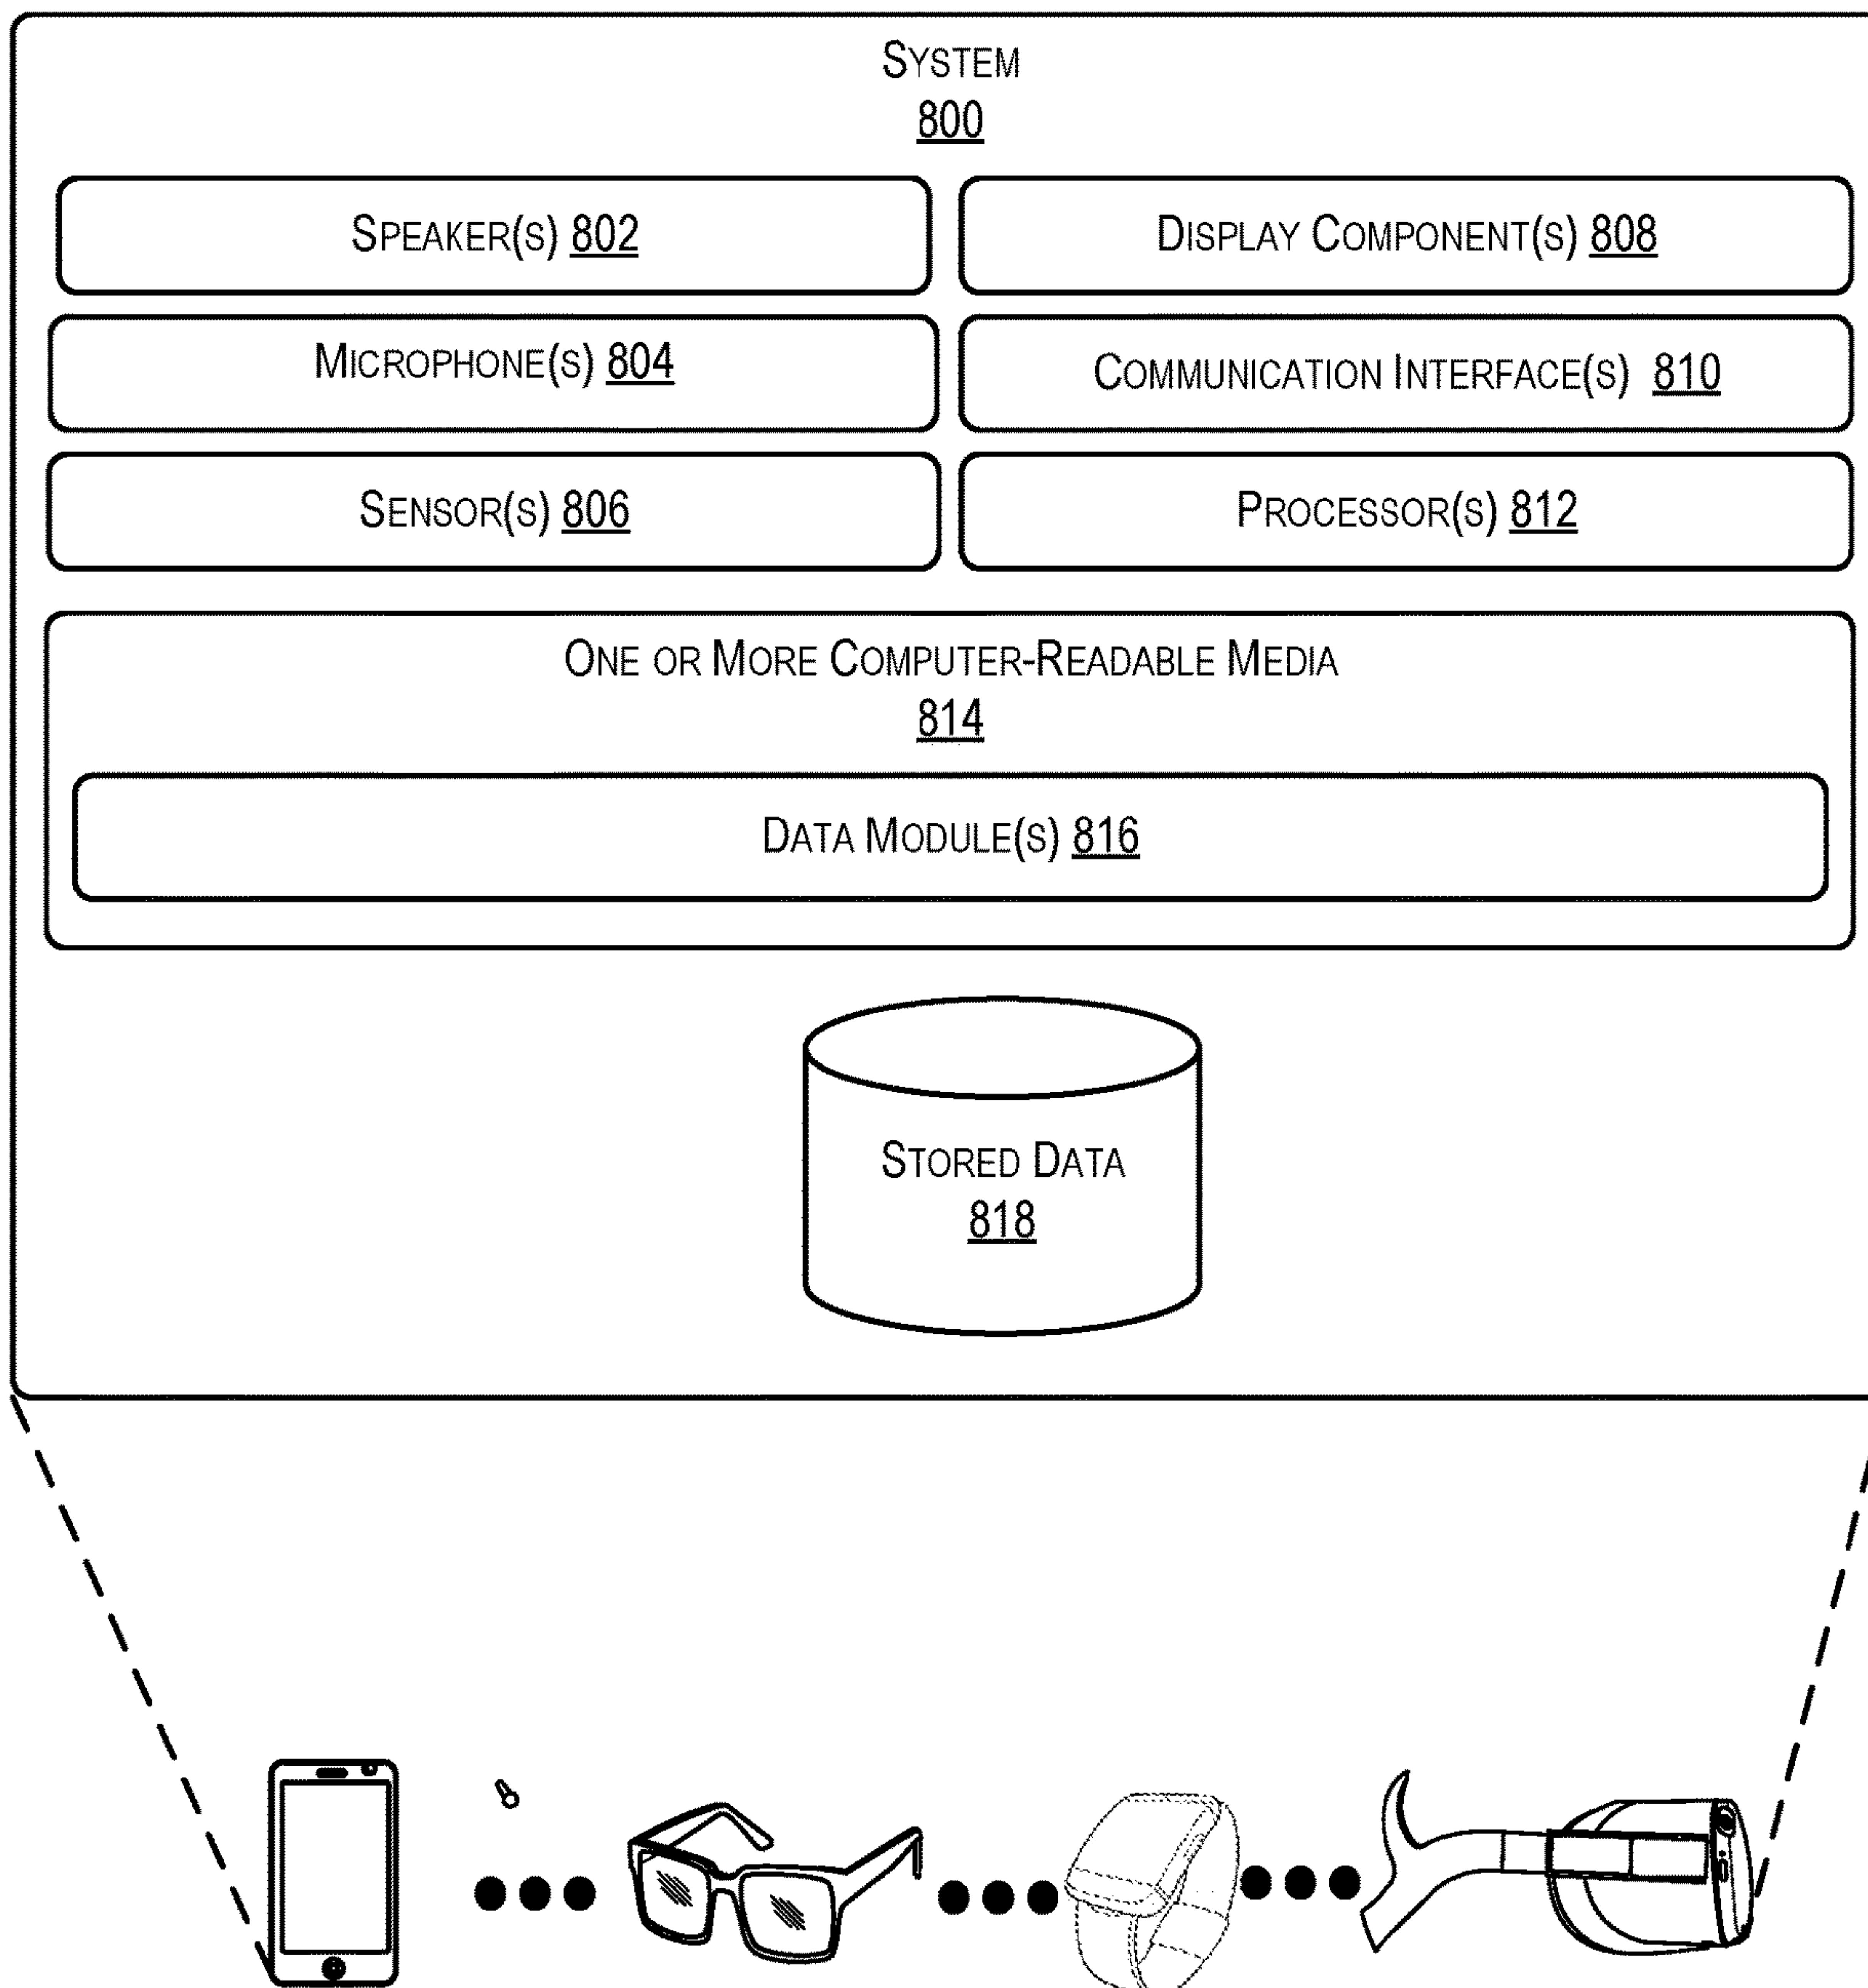 SYSTEM
800
SPEAKER(S) 802
DISPLAY COMPONENT(S) 808
MICROPHONE(S) 804
COMMUNICATION INTERFACE(S) 810
SENSOR(S) 806
PROCESSOR(S) 812
ONE OR MORE COMPUTER-READABLE MEDIA
814
DATA MODULE(S) 816
STORED DATA
818